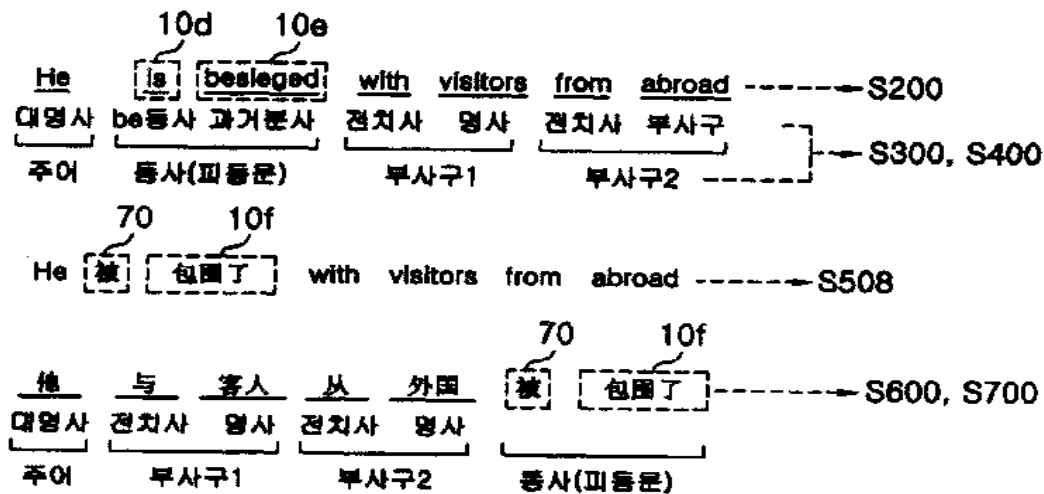 10d 10e
He is besieged with visitors from abroad S200
대명사 be동사 과거분사 전치사 명사 전치사 부사구 S300, S400
주어 동사(피동문) 부사구1 부사구2
70 10f
He 被 包围了 with visitors from abroad S508
70 10f
他 与 客人 从 外国 被 包围了 S600, S700
대명사 전치사 명사 전치사 명사
주어 부사구1 부사구2 동사(피동문)